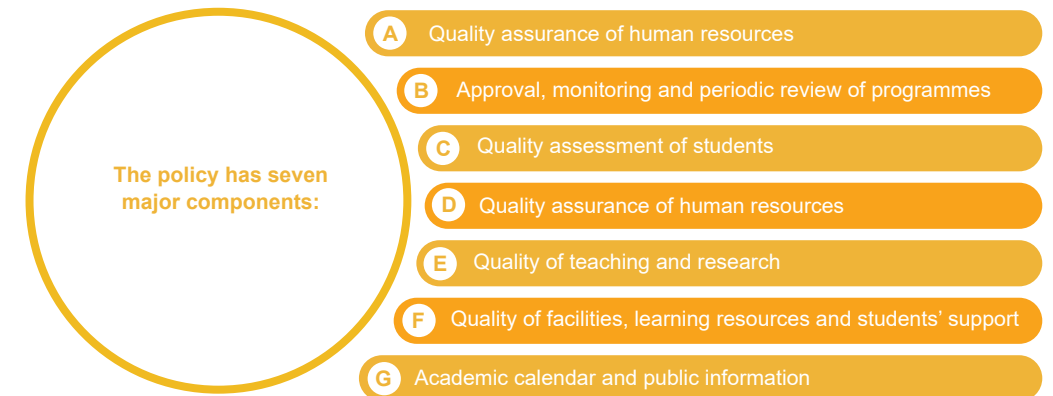 The policy has seven
major components:
A Quality assurance of human resources
B Approval, monitoring and periodic review of programmes
C Quality assessment of students
D Quality assurance of human resources
E Quality of teaching and research
F Quality of facilities, learning resources and students’ support
G Academic calendar and public information